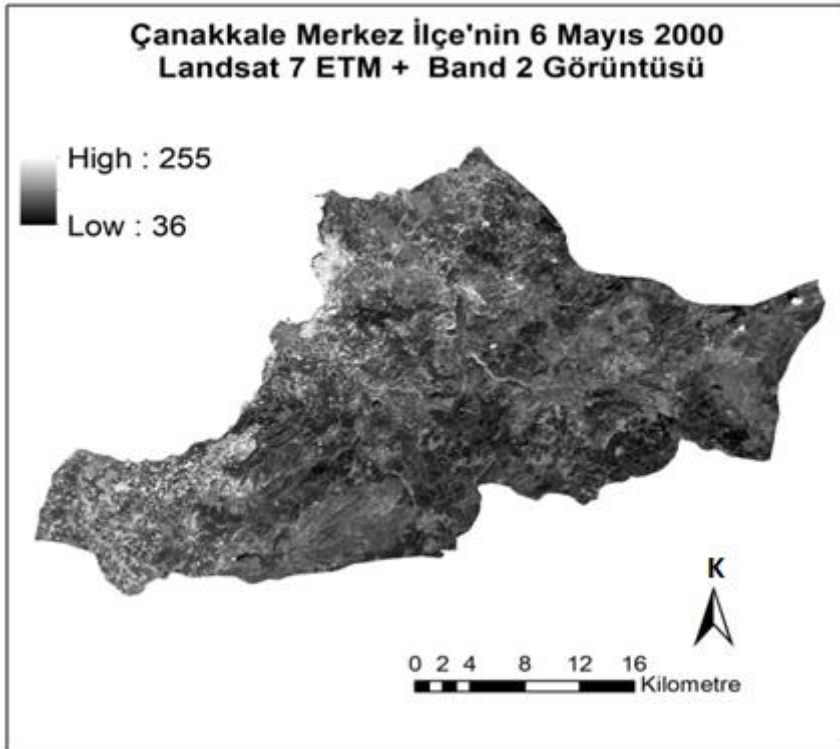 Çanakkale Merkez İlçe'nin 6 Mayıs 2000
Landsat 7 ETM + Band 2 Görüntüsü
High : 255
Low : 36
K
0 2 4 8 12 16
Kilometre